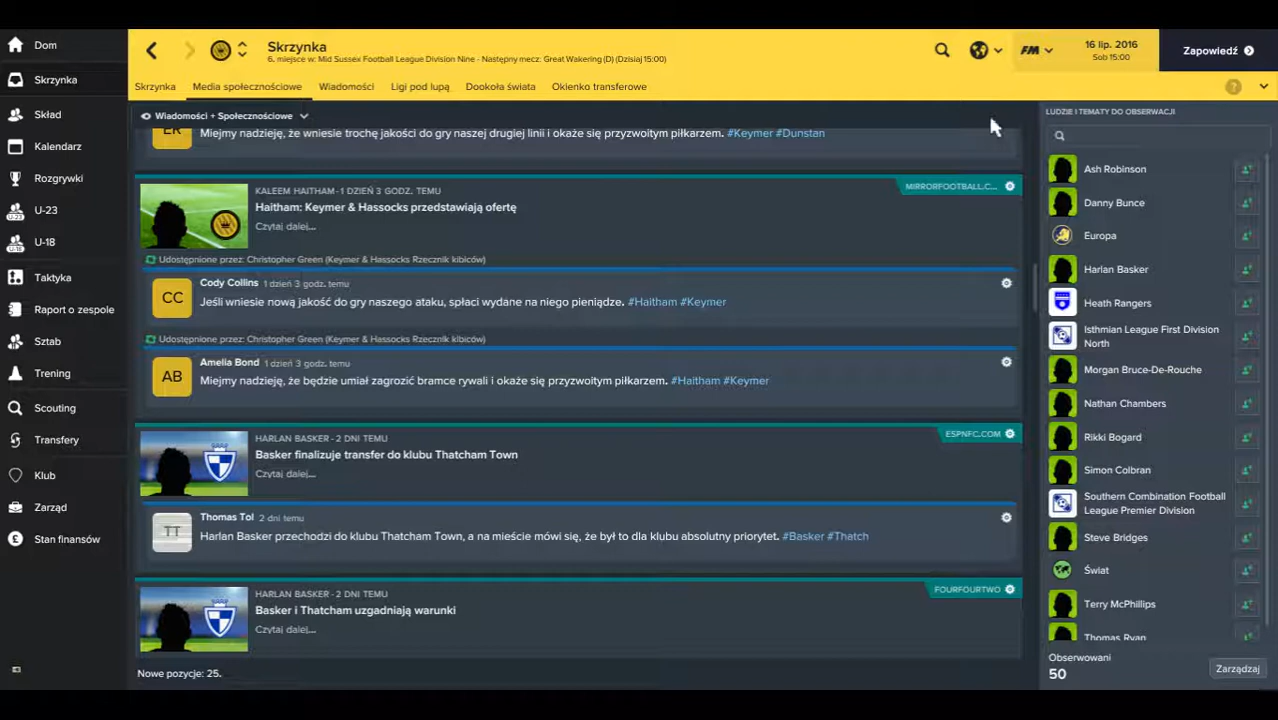 Dom
Skrzynka
Skład
Kalendarz
Rozgrywki
U-23
U-18
Taktyka
Raport o zespole
Sztab
Trening
Scouting
Transfery
Klub
Zarząd
Stan finansów
Skrzynka
6. miejsce w: Mid Sussex Football League Division Nine - Następny mecz: Great Wakering (D) (Dzisiaj 15:00)
FM
16 lip. 2016
Sob 15:00
Zapowiedź
Skrzynka Media społecznościowe Wiadomości Ligi pod lupą Dookoła świata Okienko transferowe
Wiadomości + Społecznościowe
ER
Miejmy nadzieję, że wniesie trochę jakości do gry naszej drugiej linii i okaże się przyzwoitym piłkarzem. #Keymer #Dunstan
KALEEM HAITHAM - 1 DZIEŃ 3 GODZ. TEMU
MIRRORFOOTBALL.C...
Haitham: Keymer & Hassocks przedstawiają ofertę
Czytaj dalej...
Udostępnione przez: Christopher Green (Keymer & Hassocks Rzecznik kibiców)
CC
Cody Collins 1 dzień 3 godz. temu
Jeśli wniesie nową jakość do gry naszego ataku, spłaci wydane na niego pieniądze. #Haitham #Keymer
Udostępnione przez: Christopher Green (Keymer & Hassocks Rzecznik kibiców)
AB
Amelia Bond 1 dzień 3 godz. temu
Miejmy nadzieję, że będzie umiał zagrozić bramce rywali i okaże się przyzwoitym piłkarzem. #Haitham #Keymer
HARLAN BASKER - 2 DNI TEMU
ESPNFC.COM
Basker finalizuje transfer do klubu Thatcham Town
Czytaj dalej...
TT
Thomas Tol 2 dni temu
Harlan Basker przechodzi do klubu Thatcham Town, a na mieście mówi się, że był to dla klubu absolutny priorytet. #Basker #Thatch
HARLAN BASKER - 2 DNI TEMU
FOURFOURTWO
Basker i Thatcham uzgadniają warunki
Czytaj dalej...
Nowe pozycje: 25.
LUDZIE I TEMATY DO OBSERWACJI
Ash Robinson
Danny Bunce
Europa
Harlan Basker
Heath Rangers
Isthmian League First Division
North
Morgan Bruce-De-Rouche
Nathan Chambers
Rikki Bogard
Simon Colbran
Southern Combination Football
League Premier Division
Steve Bridges
Świat
Terry McPhillips
Thomas Ryan
Obserwowani
50
Zarządzaj